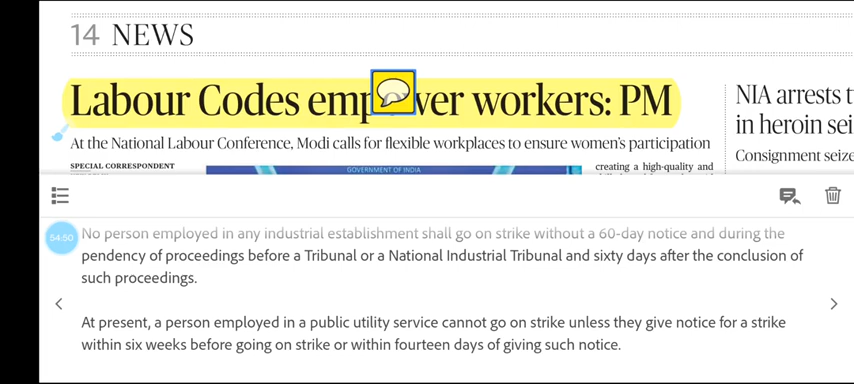 14 NEWS
Labour Codes empower workers: PM
At the National Labour Conference, Modi calls for flexible workplaces to ensure women's participation
SPECIAL CORRESPONDENT
GOVERNMENT OF INDIA
creating a high-quality and
NIA arrests t
in heroin sei
Consignment seize
54:50
No person employed in any industrial establishment shall go on strike without a 60-day notice and during the
pendency of proceedings before a Tribunal or a National Industrial Tribunal and sixty days after the conclusion of
such proceedings.
At present, a person employed in a public utility service cannot go on strike unless they give notice for a strike
within six weeks before going on strike or within fourteen days of giving such notice.